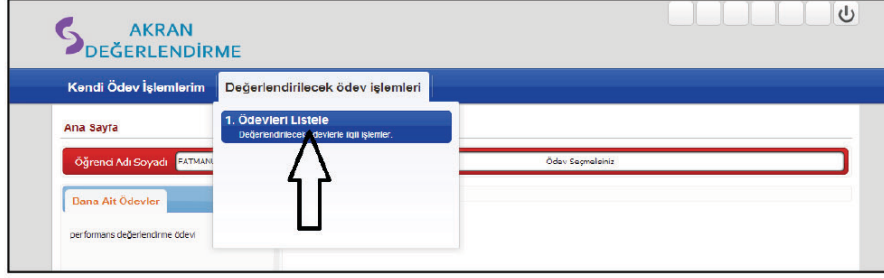 AKRAN
DEĞERLENDİRME
Kendi Ödev İşlemlerim
Değerlendirilecek ödev işlemleri
1. Ödevleri Listele
Değerlendirilecek ödevlerle ilgili işlemler.
Ana Sayfa
Öğrenci Adı Soyadı
FATMANU
Ödev Seçmelisiniz
Bana Ait Ödevler
performans değerlendirme ödevi